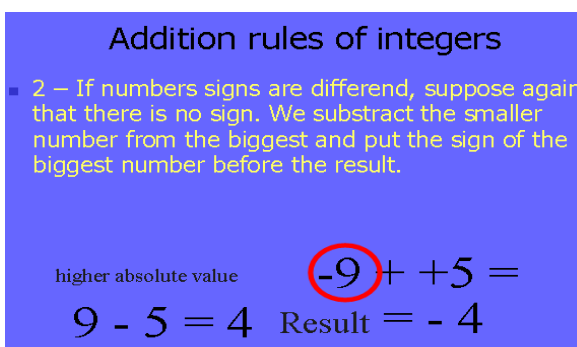 Addition rules of integers
2 – If numbers signs are differend, suppose again
that there is no sign. We substract the smaller
number from the biggest and put the sign of the
biggest number before the result.
higher absolute value -9 + +5 =
9 - 5 = 4 Result = - 4